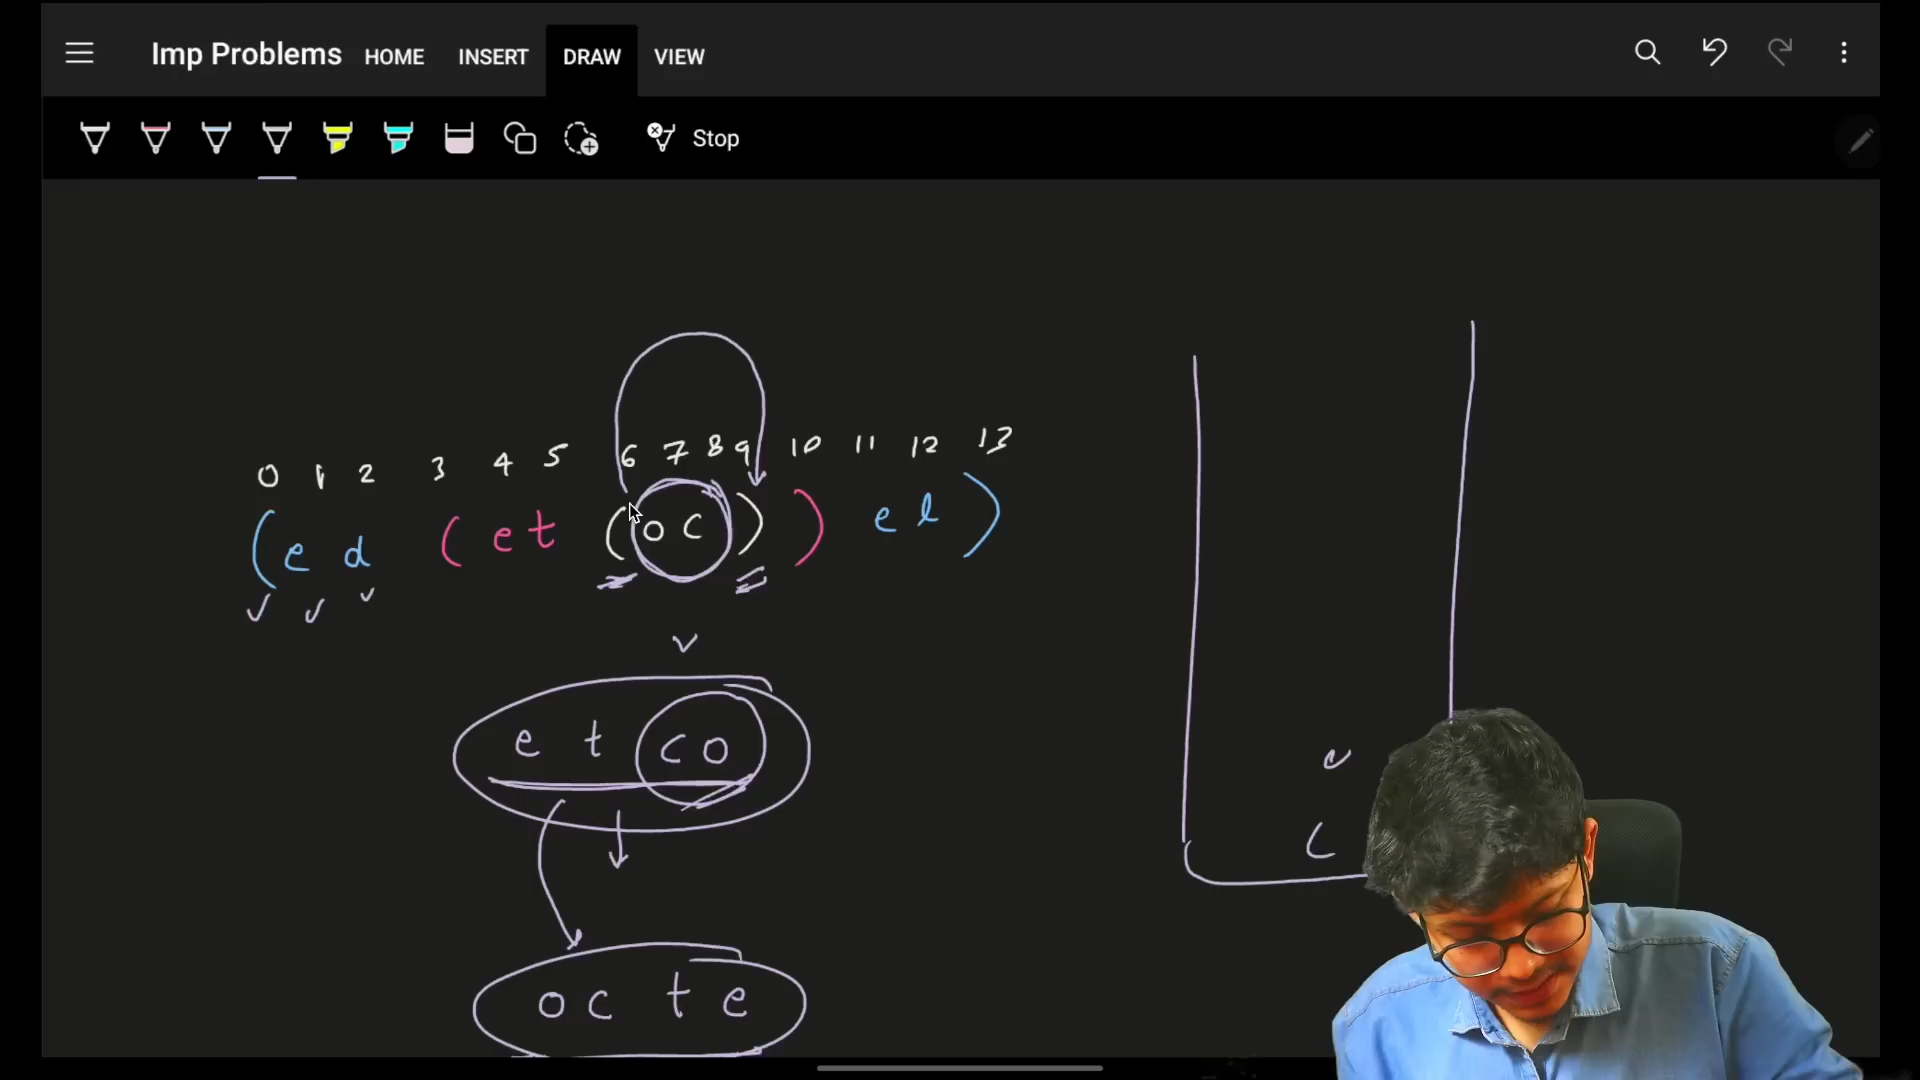 Imp Problems HOME INSERT DRAW VIEW
Stop
0 1 2 3 4 5 6 7 8 9 10 11 12 13
( e d ( et ( o c ) ) e l )
e t c o
e
(
o c t e